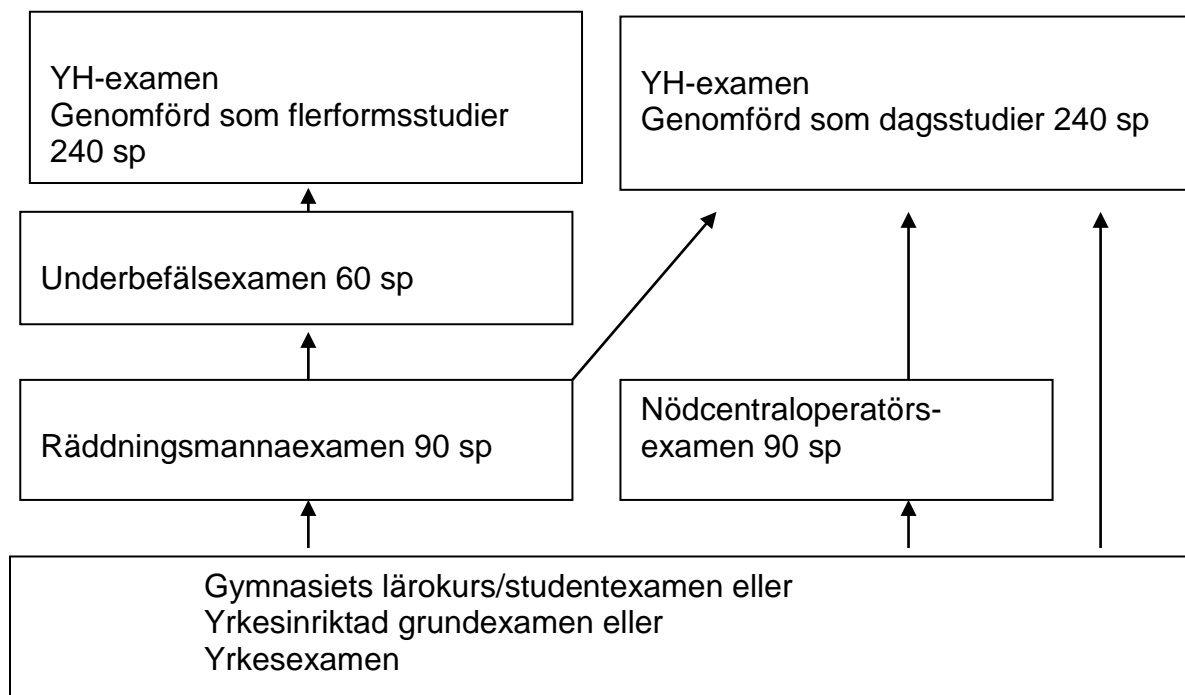 YH-examen
Genomförd som flerformsstudier
240 sp
YH-examen
Genomförd som dagsstudier 240 sp
Underbefälsexamen 60 sp
Räddningsmannaexamen 90 sp
Nödcentraloperatörs-
examen 90 sp
Gymnasiets lärokurs/studentexamen eller
Yrkesinriktad grundexamen eller
Yrkesexamen